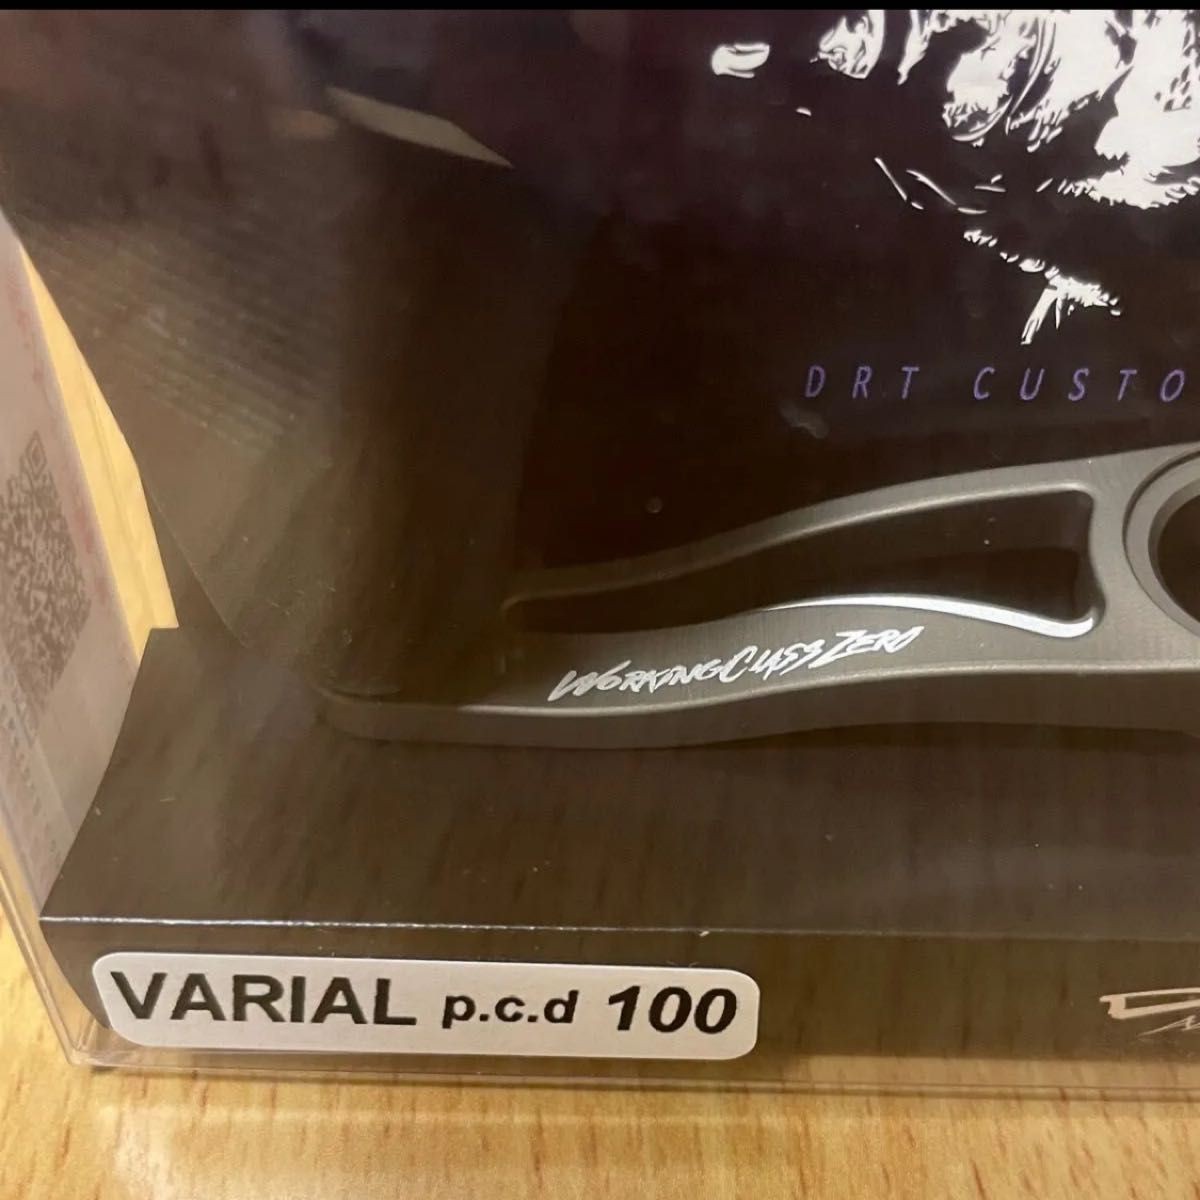 DRT CUSTO
WORKINGCLASSZERO
VARIAL p.c.d 100